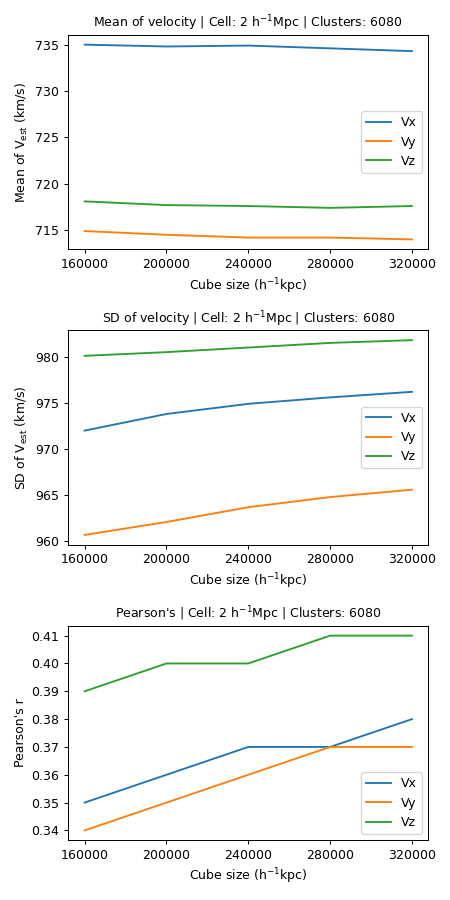 Mean of velocity | Cell: 2 h⁻¹Mpc | Clusters: 6080
735
730
725
720
715
Mean of Vest (km/s)
Vx
Vy
Vz
160000 200000 240000 280000 320000
Cube size (h⁻¹kpc)
SD of velocity | Cell: 2 h⁻¹Mpc | Clusters: 6080
980
975
970
965
960
SD of Vest (km/s)
Vx
Vy
Vz
160000 200000 240000 280000 320000
Cube size (h⁻¹kpc)
Pearson's | Cell: 2 h⁻¹Mpc | Clusters: 6080
0.41
0.40
0.39
0.38
0.37
0.36
0.35
0.34
Pearson's r
Vx
Vy
Vz
160000 200000 240000 280000 320000
Cube size (h⁻¹kpc)